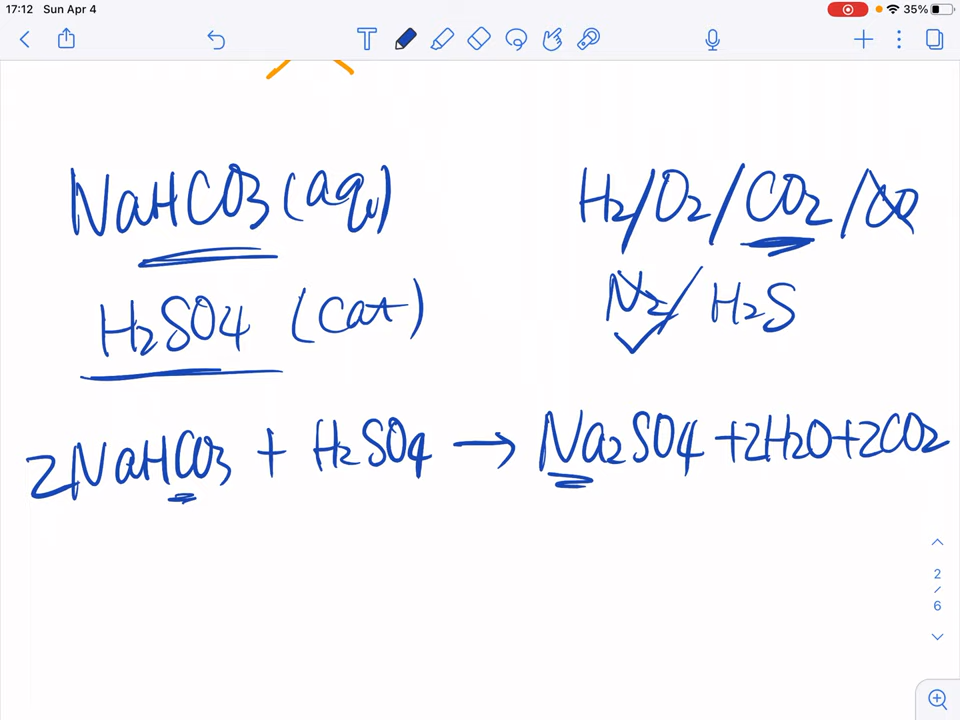 17:12 Sun Apr 4 35%
T
NaHCO3 (aq) H2/O2/CO2/
H2SO4 (cat) N2/H2S
2NaHCO3 + H2SO4 → Na2SO4 +2H2O+2CO2
2
/
6